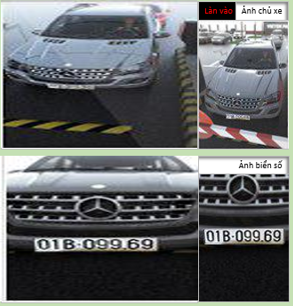 Làn vào Ảnh chủ xe
Ảnh biển số
01B-099.69
01B-099.69